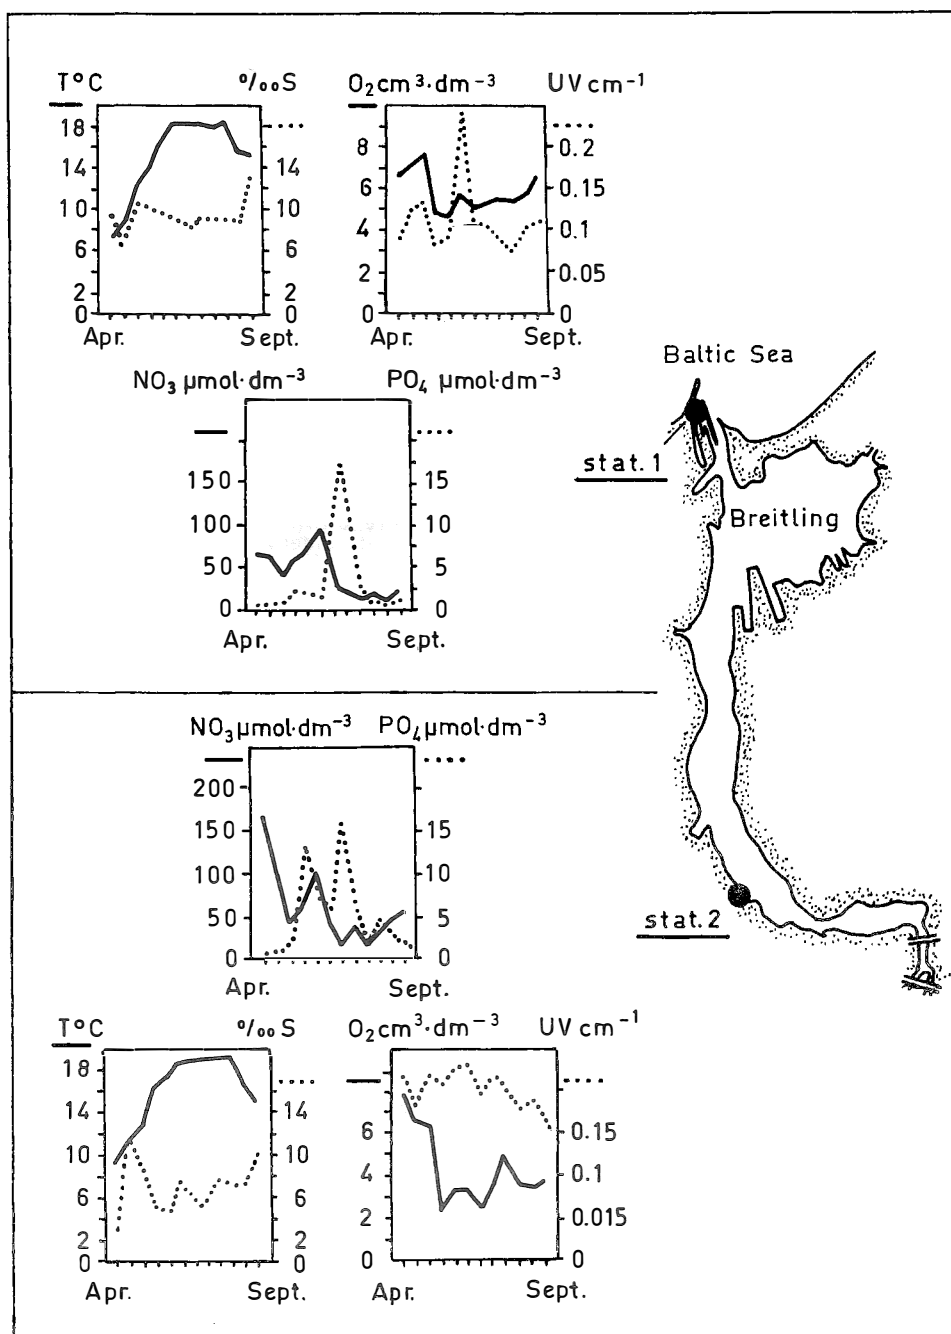 T°C ‰S
18
14 14
10 10
6 6
2 2
0 0
Apr. Sept.
O₂cm³·dm⁻³ UV cm⁻¹
8 0.2
6 0.15
4 0.1
2 0.05
0 0
Apr. Sept.
NO₃ µmol·dm⁻³ PO₄ µmol·dm⁻³
150 15
100 10
50 5
0 0
Apr. Sept.
Baltic Sea
stat.1
Breitling
NO₃µmol·dm⁻³ PO₄µmol·dm⁻³
200
150 15
100 10
50 5
0 0
Apr. Sept.
stat.2
T°C ‰S
18
14 14
10 10
6 6
2 2
0 0
Apr. Sept.
O₂cm³·dm⁻³ UV cm⁻¹
6 0.15
4 0.1
2 0.015
0 0
Apr. Sept.